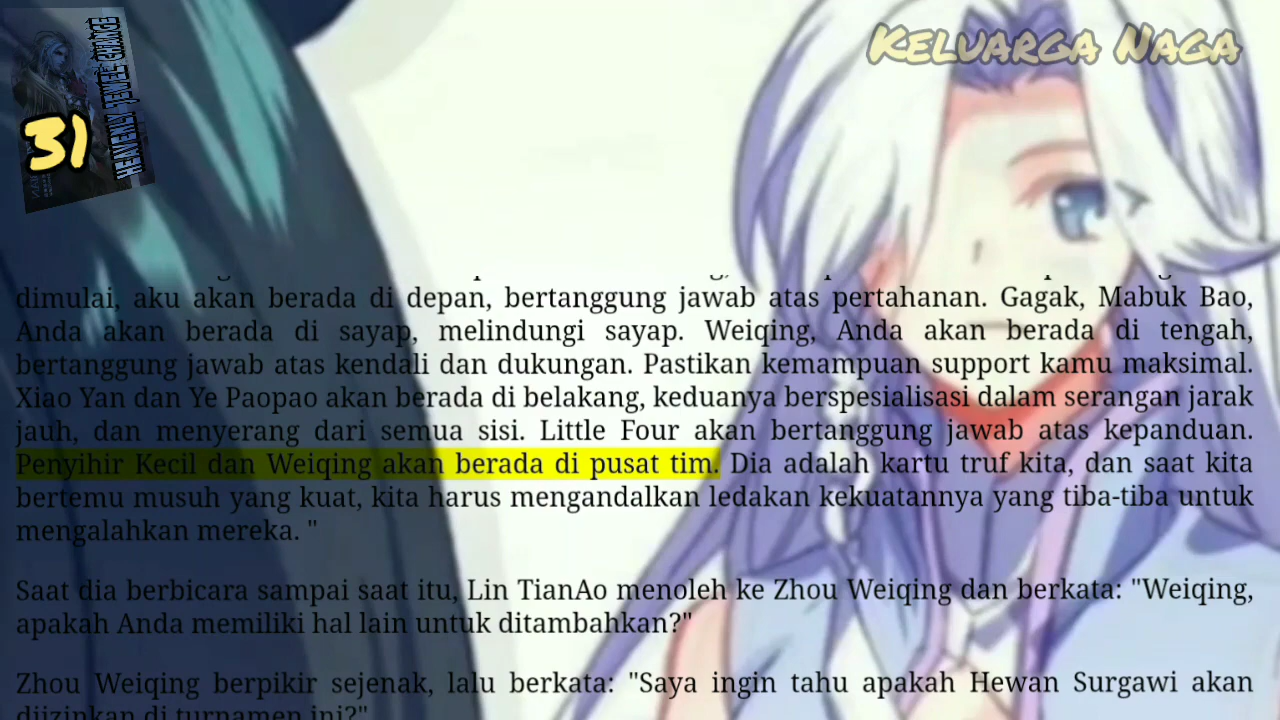 Keluarga Naga
HEAVENLY JEWEL CHANGE
31
dimulai, aku akan berada di depan, bertanggung jawab atas pertahanan. Gagak, Mabuk Bao,
Anda akan berada di sayap, melindungi sayap. Weiqing, Anda akan berada di tengah,
bertanggung jawab atas kendali dan dukungan. Pastikan kemampuan support kamu maksimal.
Xiao Yan dan Ye Paopao akan berada di belakang, keduanya berspesialisasi dalam serangan jarak
jauh, dan menyerang dari semua sisi. Little Four akan bertanggung jawab atas kepanduan.
Penyihir Kecil dan Weiqing akan berada di pusat tim. Dia adalah kartu truf kita, dan saat kita
bertemu musuh yang kuat, kita harus mengandalkan ledakan kekuatannya yang tiba-tiba untuk
mengalahkan mereka. "
Saat dia berbicara sampai saat itu, Lin TianAo menoleh ke Zhou Weiqing dan berkata: "Weiqing,
apakah Anda memiliki hal lain untuk ditambahkan?"
Zhou Weiqing berpikir sejenak, lalu berkata: "Saya ingin tahu apakah Hewan Surgawi akan
diizinkan di turnamen ini?"